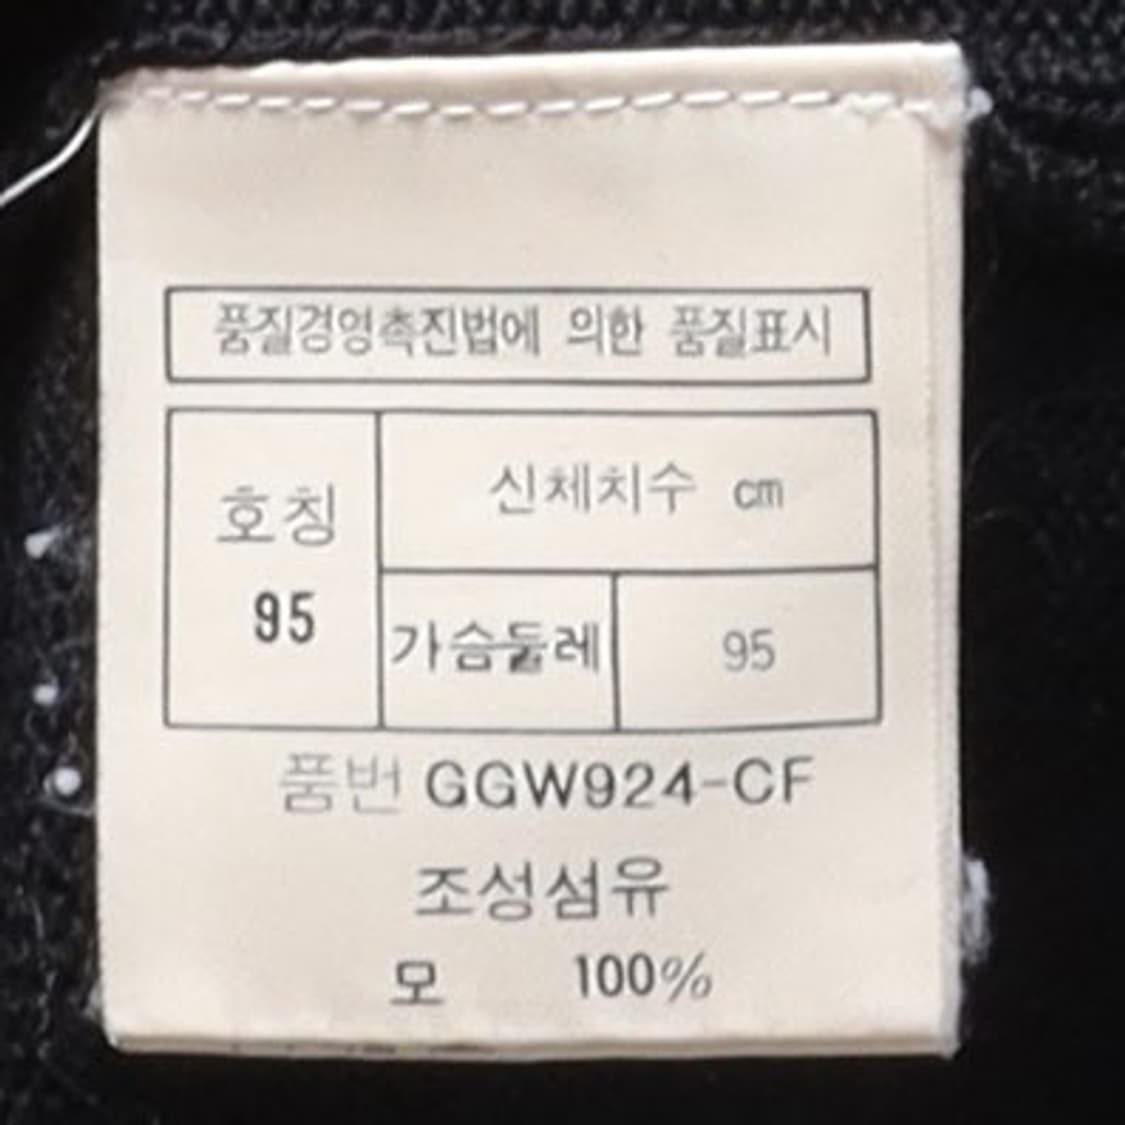 품질경영촉진법에 의한 품질표시
호칭
95
신체치수 cm
가슴둘레
95
품번 GGW924-CF
조성섬유
모 100%